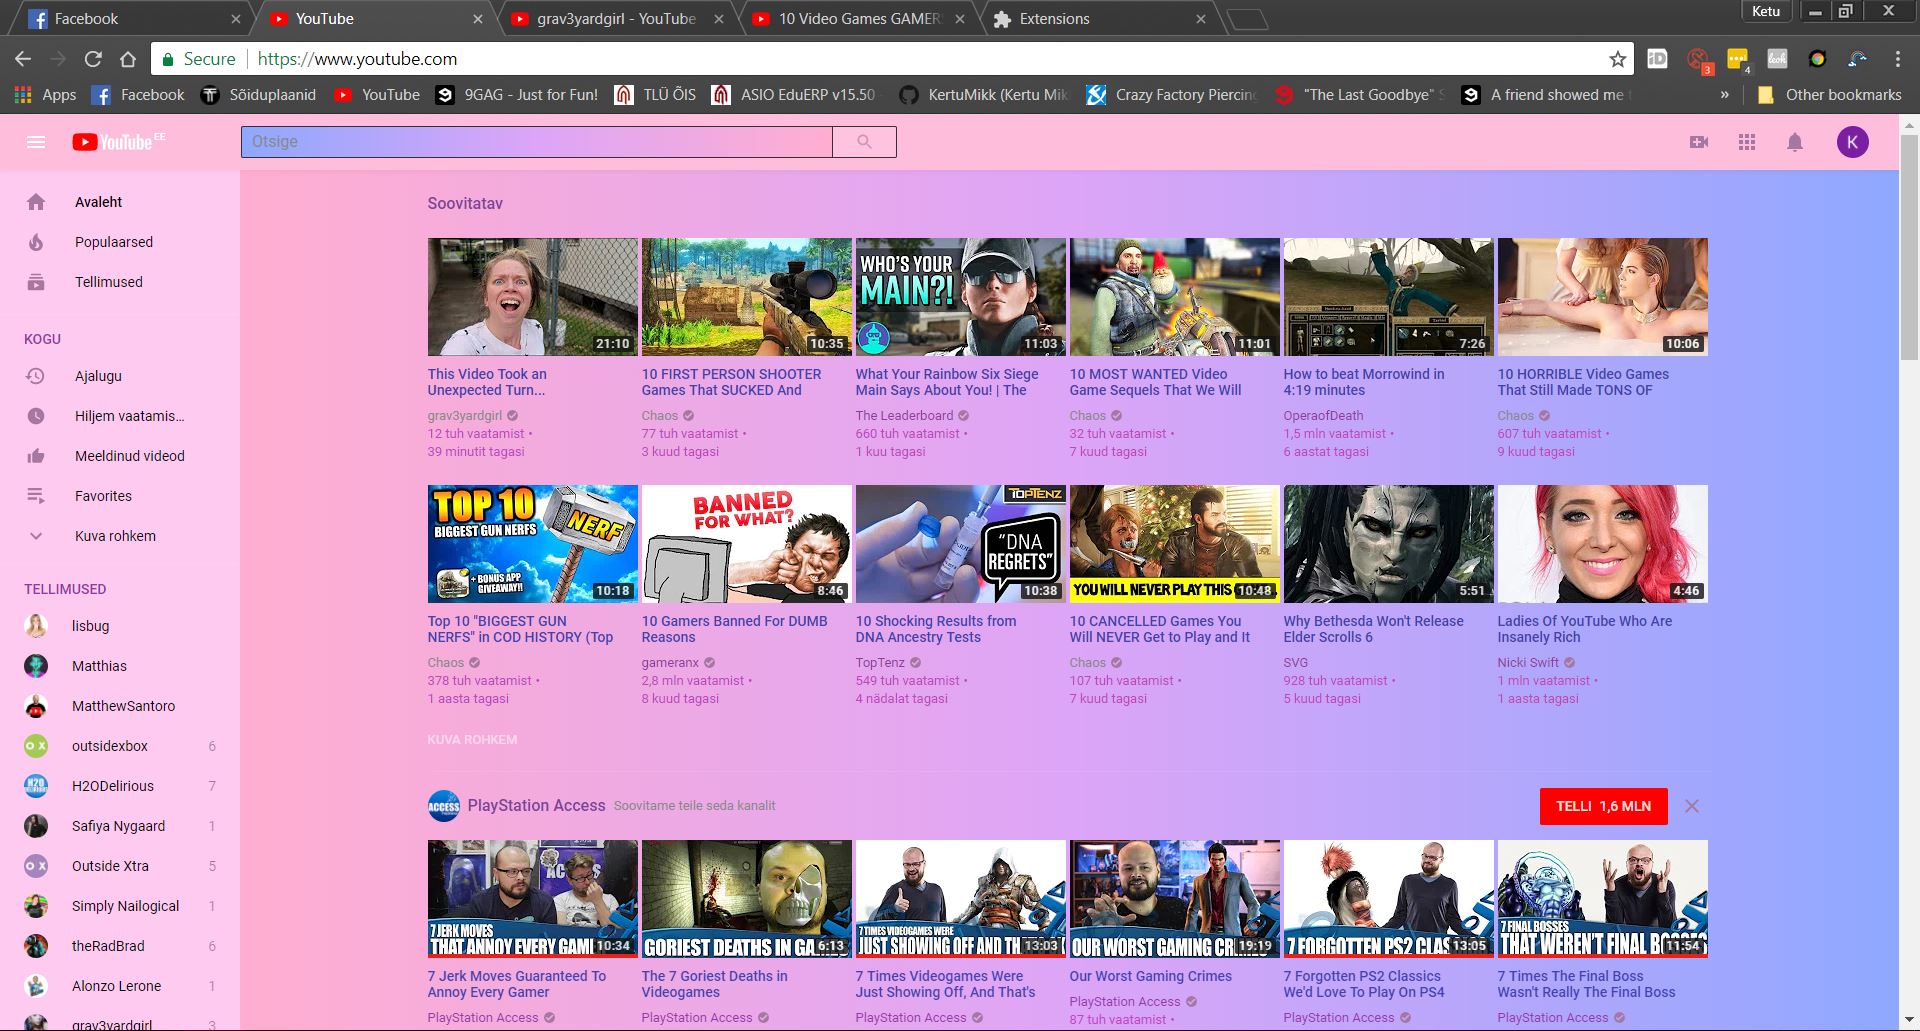 Facebook
YouTube
grav3yardgirl - YouTube
10 Video Games GAMER
Extensions
Ketu
Secure
https://www.youtube.com
3
4
Apps
Facebook
Sõiduplaanid
YouTube
9GAG - Just for Fun!
TLÜ ÕIS
ASIO EduERP v15.50
KertuMikk (Kertu Mik
Crazy Factory Piercing
"The Last Goodbye"
A friend showed me t
»
Other bookmarks
YouTube EE
Otsige
K
Avaleht
Populaarsed
Tellimused
KOGU
Ajalugu
Hiljem vaatamis...
Meeldinud videod
Favorites
Kuva rohkem
TELLIMUSED
lisbug
Matthias
MatthewSantoro
outsidexbox 6
H2ODelirious 7
Safiya Nygaard 1
Outside Xtra 5
Simply Nailogical 1
theRadBrad 6
Alonzo Lerone 1
grav3yardgirl 3
Soovitatav
21:10
This Video Took an
Unexpected Turn...
grav3yardgirl
12 tuh vaatamist •
39 minutit tagasi
10:35
10 FIRST PERSON SHOOTER
Games That SUCKED And
Chaos
77 tuh vaatamist •
3 kuud tagasi
WHO'S YOUR
MAIN?!
11:03
What Your Rainbow Six Siege
Main Says About You! | The
The Leaderboard
660 tuh vaatamist •
1 kuu tagasi
11:01
10 MOST WANTED Video
Game Sequels That We Will
Chaos
32 tuh vaatamist •
7 kuud tagasi
7:26
How to beat Morrowind in
4:19 minutes
OperaofDeath
1,5 mln vaatamist •
6 aastat tagasi
10:06
10 HORRIBLE Video Games
That Still Made TONS OF
Chaos
607 tuh vaatamist •
9 kuud tagasi
TOP 10
BIGGEST GUN NERFS
NERF
+ BONUS APP
GIVEAWAY!!
10:18
Top 10 "BIGGEST GUN
NERFS" in COD HISTORY (Top
Chaos
378 tuh vaatamist •
1 aasta tagasi
BANNED
FOR WHAT?
8:46
10 Gamers Banned For DUMB
Reasons
gameranx
2,8 mln vaatamist •
8 kuud tagasi
TOPTENZ
"DNA
REGRETS"
10:38
10 Shocking Results from
DNA Ancestry Tests
TopTenz
549 tuh vaatamist •
4 nädalat tagasi
YOU WILL NEVER PLAY THIS
10:48
10 CANCELLED Games You
Will NEVER Get to Play and It
Chaos
107 tuh vaatamist •
7 kuud tagasi
5:51
Why Bethesda Won't Release
Elder Scrolls 6
SVG
928 tuh vaatamist •
5 kuud tagasi
4:46
Ladies Of YouTube Who Are
Insanely Rich
Nicki Swift
1 mln vaatamist •
1 aasta tagasi
KUVA ROHKEM
ACCESS
PlayStation Access
Soovitame teile seda kanalit
TELLI 1,6 MLN
7 JERK MOVES
THAT ANNOY EVERY GAM
10:34
7 Jerk Moves Guaranteed To
Annoy Every Gamer
PlayStation Access
GORIEST DEATHS IN GA
6:13
The 7 Goriest Deaths in
Videogames
PlayStation Access
7 TIMES VIDEOGAMES WERE
JUST SHOWING OFF AND TH
13:03
7 Times Videogames Were
Just Showing Off, And That's
PlayStation Access
OUR WORST GAMING CR
19:19
Our Worst Gaming Crimes
PlayStation Access
87 tuh vaatamist •
7 FORGOTTEN PS2 CLAS
13:05
7 Forgotten PS2 Classics
We'd Love To Play On PS4
PlayStation Access
7 FINAL BOSSES
THAT WEREN'T FINAL B
11:54
7 Times The Final Boss
Wasn't Really The Final Boss
PlayStation Access